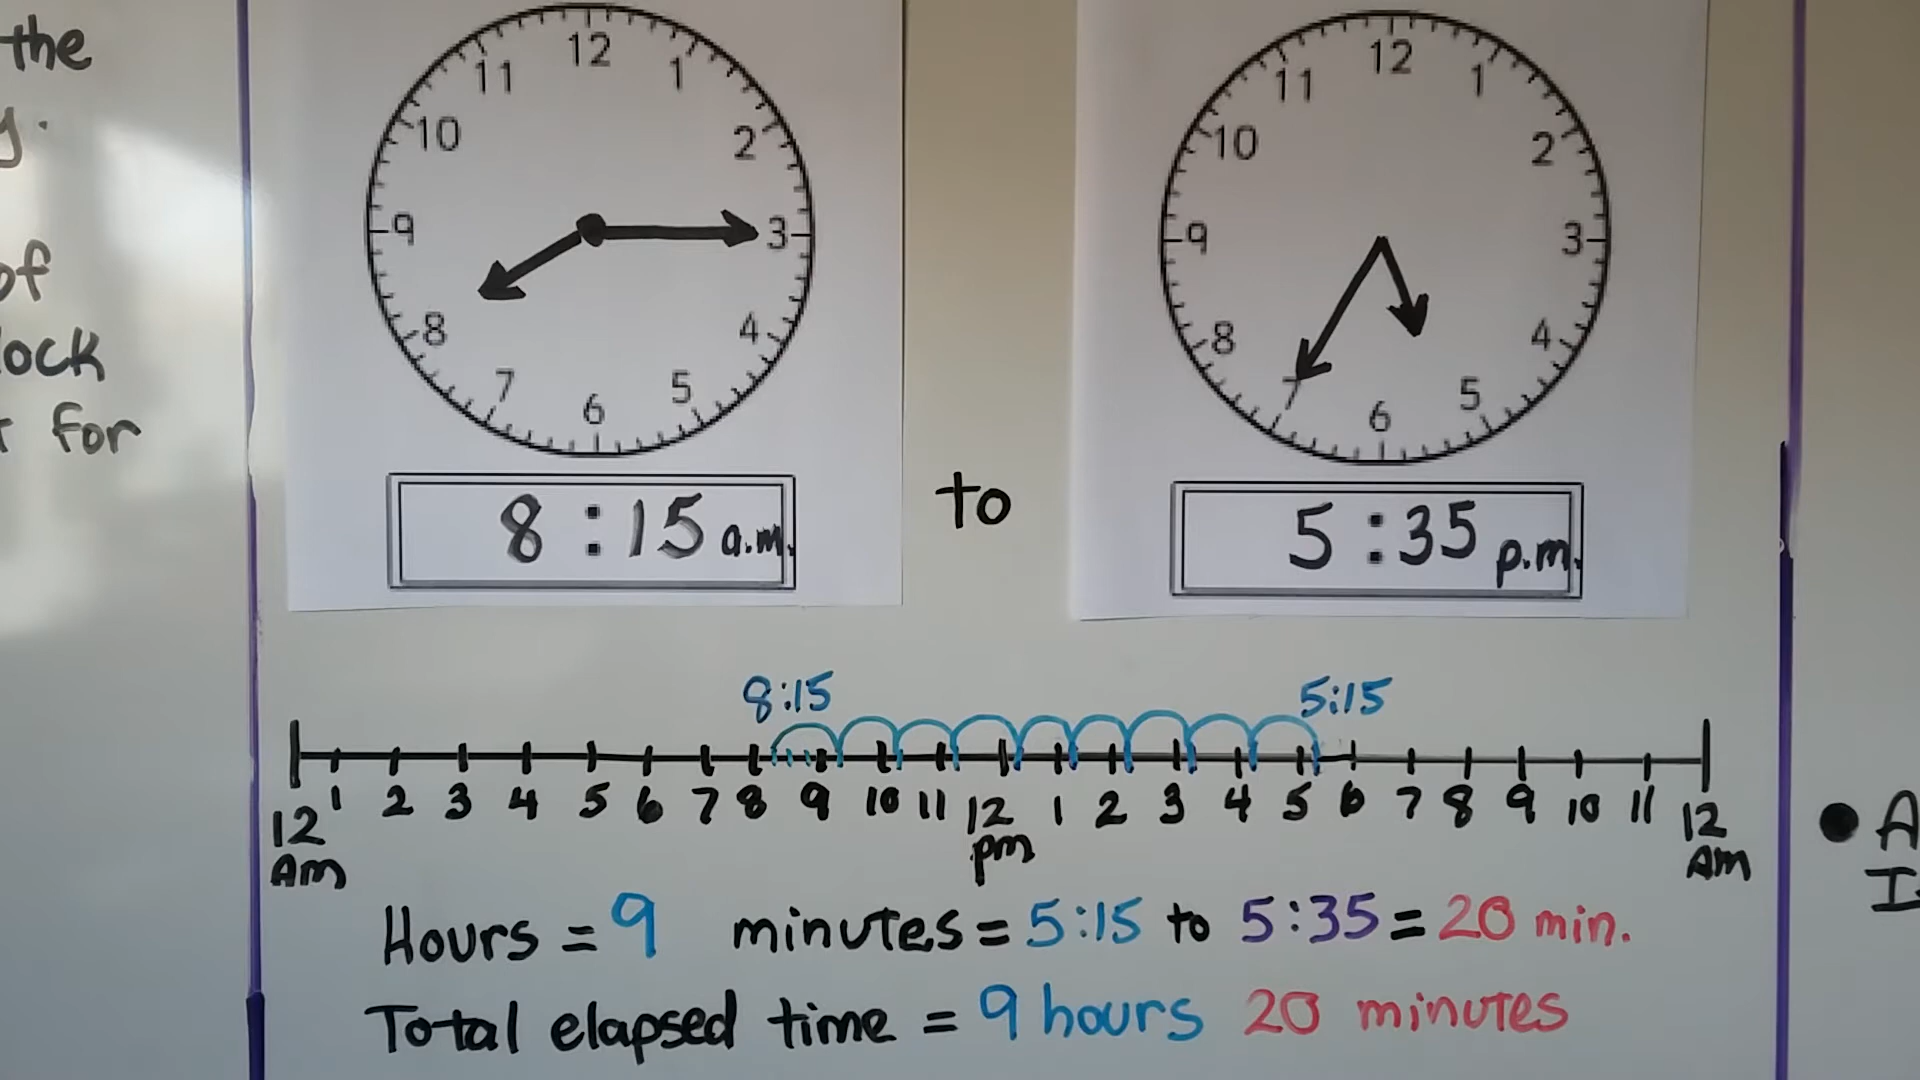 the
y.
of
lock
for
12
11 1
10 2
9 3
8 4
7 5
6
8:15 a.m.
to
12
11 1
10 2
9 3
8 4
7 5
6
5:35 p.m.
8:15 5:15
12 Am 1 2 3 4 5 6 7 8 9 10 11 12 pm 1 2 3 4 5 6 7 8 9 10 11 12 Am
Hours = 9 minutes = 5:15 to 5:35 = 20 min.
Total elapsed time = 9 hours 20 minutes
• A